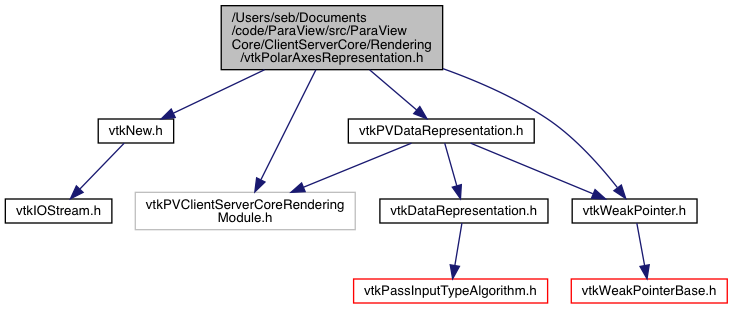 /Users/seb/Documents
/code/ParaView/src/ParaView
Core/ClientServerCore/Rendering
/vtkPolarAxesRepresentation.h
vtkNew.h
vtkPVDataRepresentation.h
vtkIOStream.h
vtkPVClientServerCoreRendering
Module.h
vtkDataRepresentation.h
vtkWeakPointer.h
vtkPassInputTypeAlgorithm.h
vtkWeakPointerBase.h